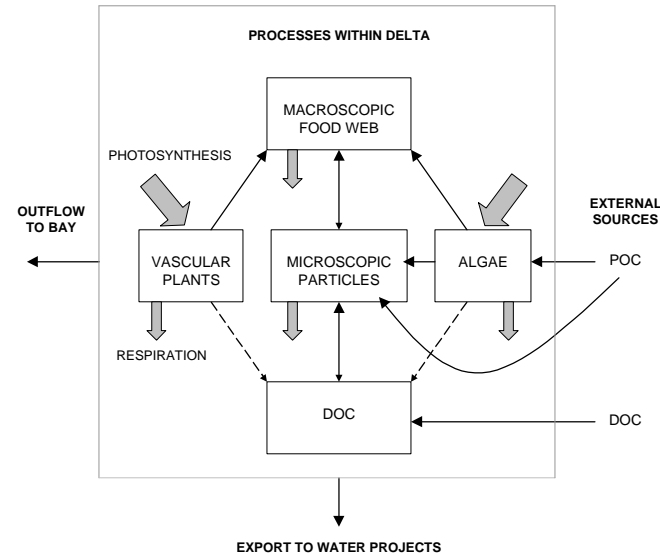 PROCESSES WITHIN DELTA
MACROSCOPIC
FOOD WEB
PHOTOSYNTHESIS
OUTFLOW
TO BAY
EXTERNAL
SOURCES
VASCULAR
PLANTS
MICROSCOPIC
PARTICLES
ALGAE
POC
RESPIRATION
DOC
DOC
EXPORT TO WATER PROJECTS